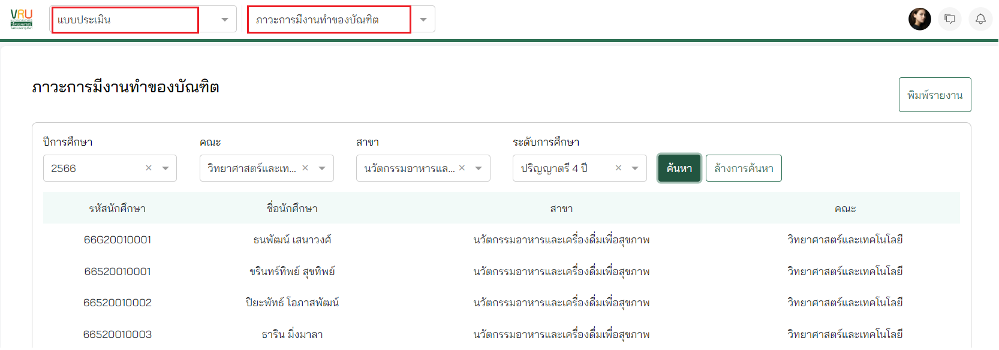 VRU
แบบประเมิน
ภาวะการมีงานทำของบัณฑิต
ภาวะการมีงานทำของบัณฑิต
พิมพ์รายงาน
ปีการศึกษา คณะ สาขา ระดับการศึกษา
2566 วิทยาศาสตร์และเท... นวัตกรรมอาหารแล... ปริญญาตรี 4 ปี ค้นหา ล้างการค้นหา
รหัสนักศึกษา ชื่อนักศึกษา สาขา คณะ
66G20010001 ธนพัฒน์ เสนาวงศ์ นวัตกรรมอาหารและเครื่องดื่มเพื่อสุขภาพ วิทยาศาสตร์และเทคโนโลยี
66520010001 ขรินทร์ทิพย์ สุขทิพย์ นวัตกรรมอาหารและเครื่องดื่มเพื่อสุขภาพ วิทยาศาสตร์และเทคโนโลยี
66520010002 ปิยะพัทธ์ โอภาสพัฒน์ นวัตกรรมอาหารและเครื่องดื่มเพื่อสุขภาพ วิทยาศาสตร์และเทคโนโลยี
66520010003 ธาริน มิ่งมาลา นวัตกรรมอาหารและเครื่องดื่มเพื่อสุขภาพ วิทยาศาสตร์และเทคโนโลยี